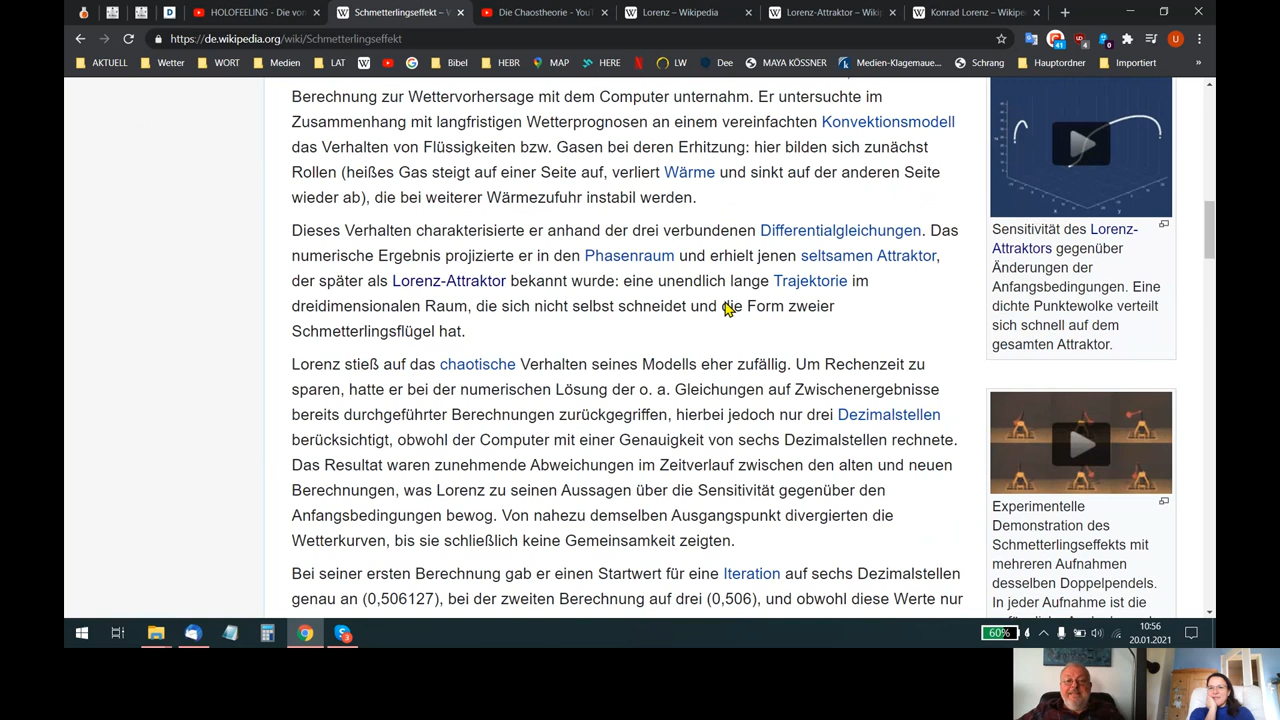 HOLOFEELING - Die von
Schmetterlingseffekt –
Die Chaostheorie - YouT
Lorenz – Wikipedia
Lorenz-Attraktor – Wikipe
Konrad Lorenz – Wikipe
https://de.wikipedia.org/wiki/Schmetterlingseffekt
41
4
0
U
AKTUELL
Wetter
WORT
Medien
LAT
Bibel
HEBR
MAP
HERE
LW
Dee
MAYA KÖSSNER
Medien-Klagemaue...
Schrang
Hauptordner
Importiert
»
Berechnung zur Wettervorhersage mit dem Computer unternahm. Er untersuchte im
Zusammenhang mit langfristigen Wetterprognosen an einem vereinfachten Konvektionsmodell
das Verhalten von Flüssigkeiten bzw. Gasen bei deren Erhitzung: hier bilden sich zunächst
Rollen (heißes Gas steigt auf einer Seite auf, verliert Wärme und sinkt auf der anderen Seite
wieder ab), die bei weiterer Wärmezufuhr instabil werden.
Dieses Verhalten charakterisierte er anhand der drei verbundenen Differentialgleichungen. Das
numerische Ergebnis projizierte er in den Phasenraum und erhielt jenen seltsamen Attraktor,
der später als Lorenz-Attraktor bekannt wurde: eine unendlich lange Trajektorie im
dreidimensionalen Raum, die sich nicht selbst schneidet und die Form zweier
Schmetterlingsflügel hat.
Lorenz stieß auf das chaotische Verhalten seines Modells eher zufällig. Um Rechenzeit zu
sparen, hatte er bei der numerischen Lösung der o. a. Gleichungen auf Zwischenergebnisse
bereits durchgeführter Berechnungen zurückgegriffen, hierbei jedoch nur drei Dezimalstellen
berücksichtigt, obwohl der Computer mit einer Genauigkeit von sechs Dezimalstellen rechnete.
Das Resultat waren zunehmende Abweichungen im Zeitverlauf zwischen den alten und neuen
Berechnungen, was Lorenz zu seinen Aussagen über die Sensitivität gegenüber den
Anfangsbedingungen bewog. Von nahezu demselben Ausgangspunkt divergierten die
Wetterkurven, bis sie schließlich keine Gemeinsamkeit zeigten.
Bei seiner ersten Berechnung gab er einen Startwert für eine Iteration auf sechs Dezimalstellen
genau an (0,506127), bei der zweiten Berechnung auf drei (0,506), und obwohl diese Werte nur
Sensitivität des Lorenz-
Attraktors gegenüber
Änderungen der
Anfangsbedingungen. Eine
dichte Punktewolke verteilt
sich schnell auf dem
gesamten Attraktor.
Experimentelle
Demonstration des
Schmetterlingseffekts mit
mehreren Aufnahmen
desselben Doppelpendels.
In jeder Aufnahme ist die
60%
10:56
20.01.2021